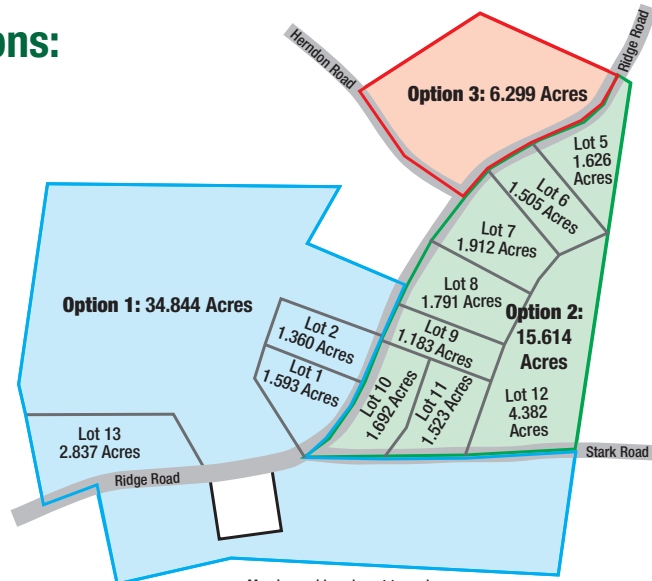 ons:
Herndon Road
Ridge Road
Option 3: 6.299 Acres
Lot 5
1.626
Acres
Lot 6
1.505 Acres
Lot 7
1.912 Acres
Option 1: 34.844 Acres
Lot 8
1.791 Acres
Option 2:
15.614
Acres
Lot 2
1.360 Acres
Lot 9
1.183 Acres
Lot 1
1.593 Acres
Lot 10
1.692 Acres
Lot 11
1.523 Acres
Lot 12
4.382
Acres
Lot 13
2.837 Acres
Stark Road
Ridge Road